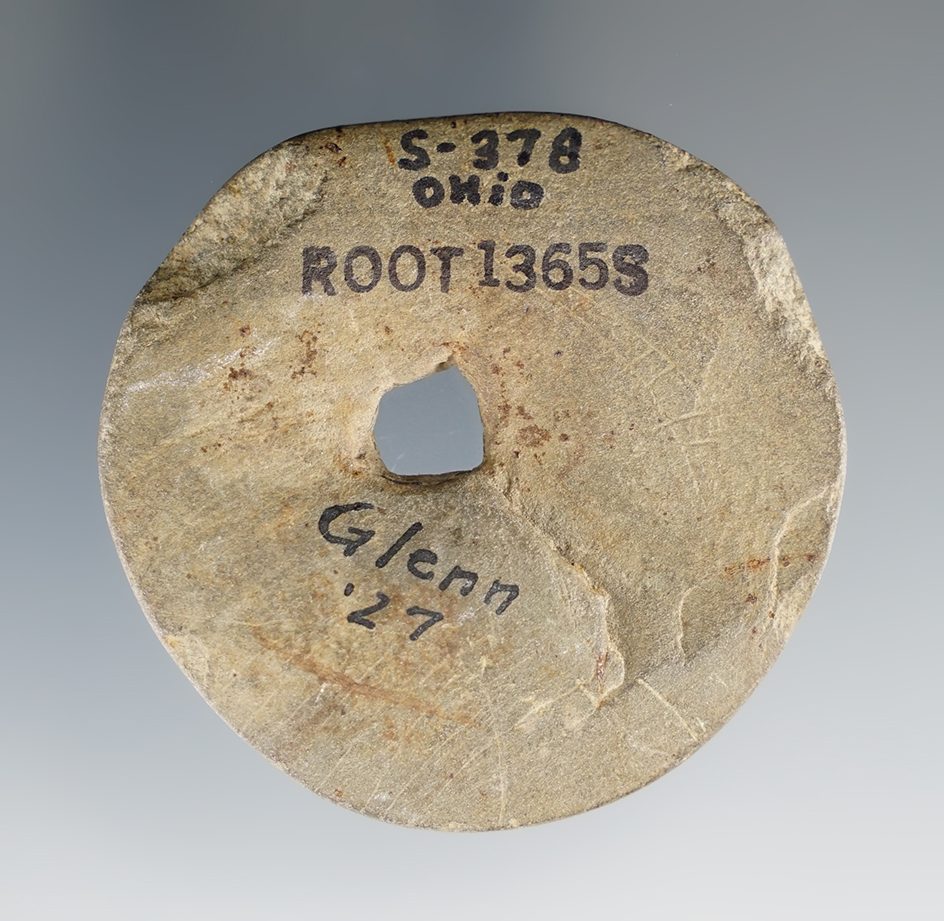 S-378
OHiO
ROOT 1365S
Glenn
'27